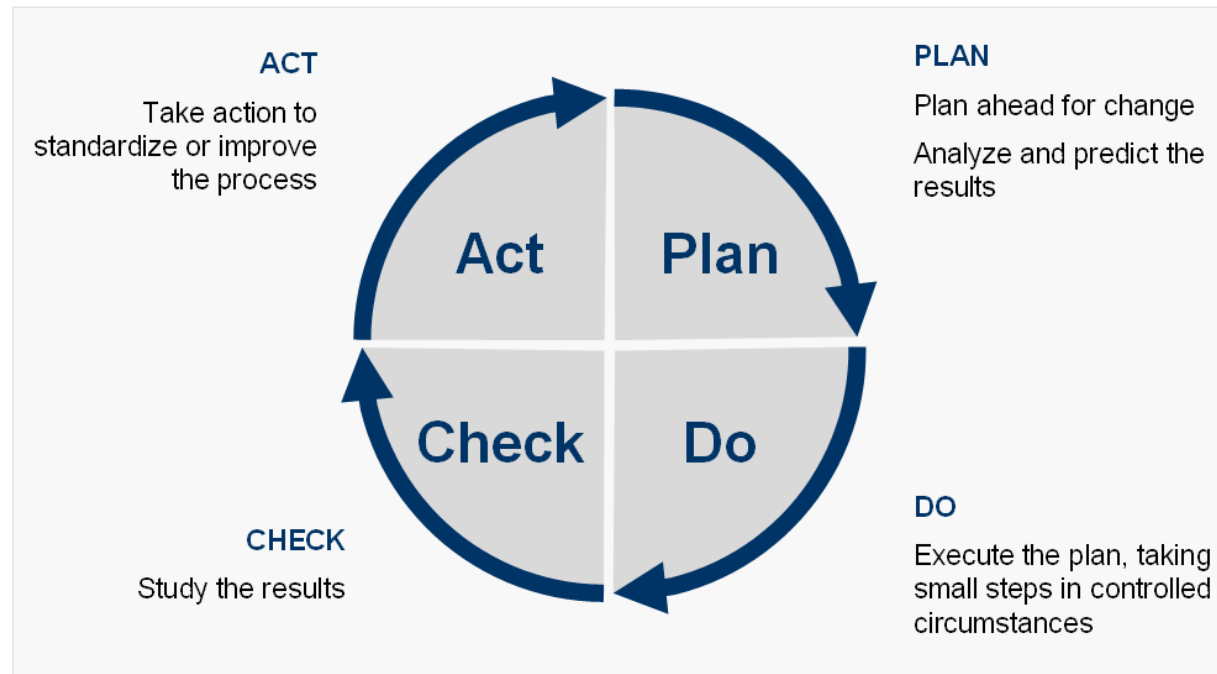 ACT
Take action to
standardize or improve
the process
PLAN
Plan ahead for change
Analyze and predict the
results
Act
Plan
Check
Do
CHECK
Study the results
DO
Execute the plan, taking
small steps in controlled
circumstances